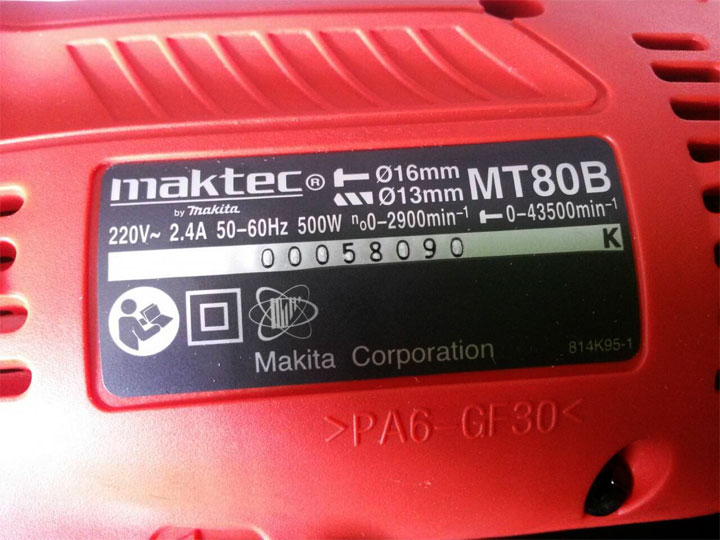 maktec® Ø16mm MT80B
by makita Ø13mm
220V~ 2.4A 50-60Hz 500W n₀0-2900min⁻¹ 0-43500min⁻¹
00058090 K
Makita Corporation
814K95-1
>PA6-GF30<